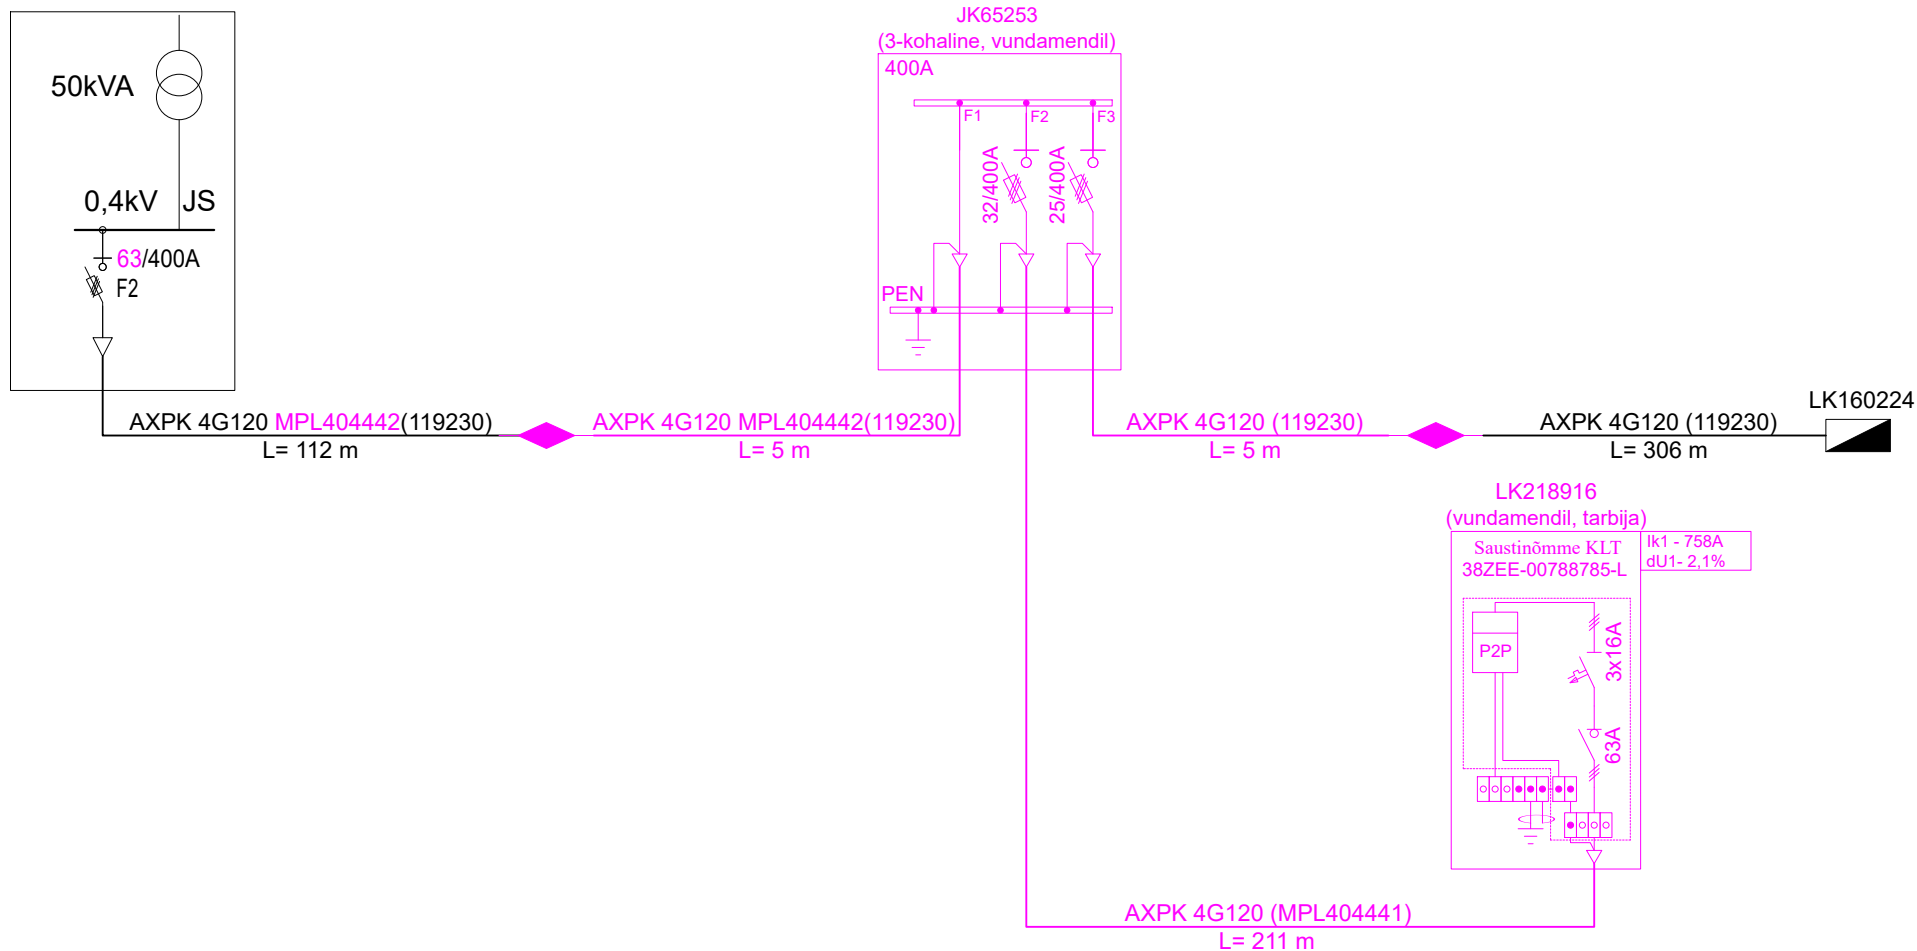 50kVA
0,4kV JS
63/400A
F2
JK65253
(3-kohaline, vundamendil)
400A
F1 F2 F3
32/400A
25/400A
PEN
AXPK 4G120 MPL404442(119230)
L= 112 m
AXPK 4G120 MPL404442(119230)
L= 5 m
AXPK 4G120 (119230)
L= 5 m
AXPK 4G120 (119230)
L= 306 m
LK160224
LK218916
(vundamendil, tarbija)
Saustinõmme KLT
38ZEE-00788785-L
Ik1 - 758A
dU1- 2,1%
P2P
3x16A
63A
AXPK 4G120 (MPL404441)
L= 211 m